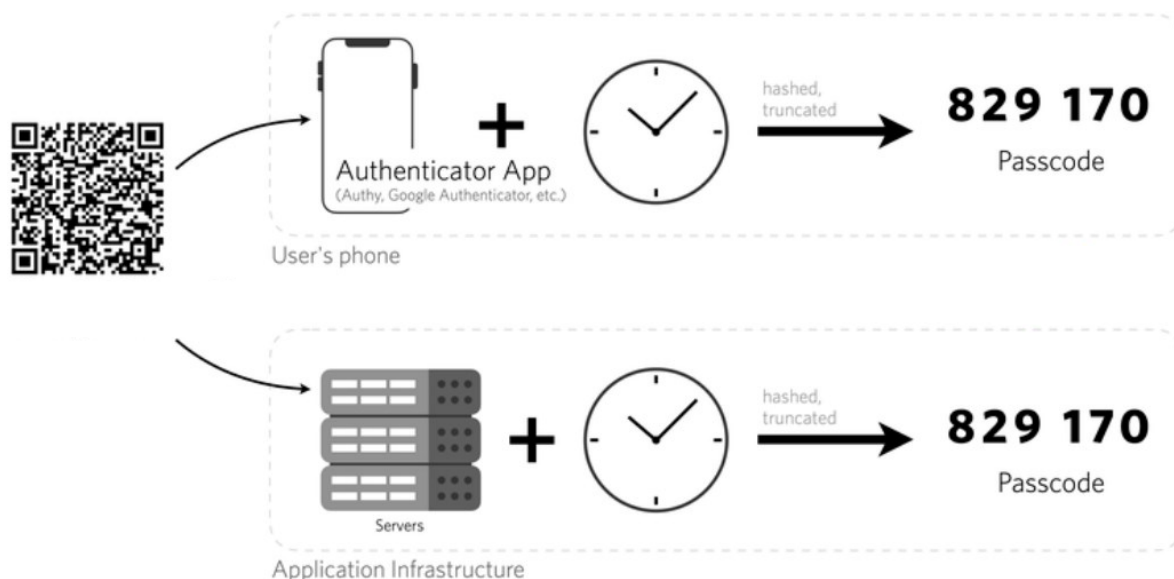 hashed,
truncated
829 170
Passcode
Authenticator App
(Authy, Google Authenticator, etc.)
User's phone
hashed,
truncated
829 170
Passcode
Servers
Application Infrastructure